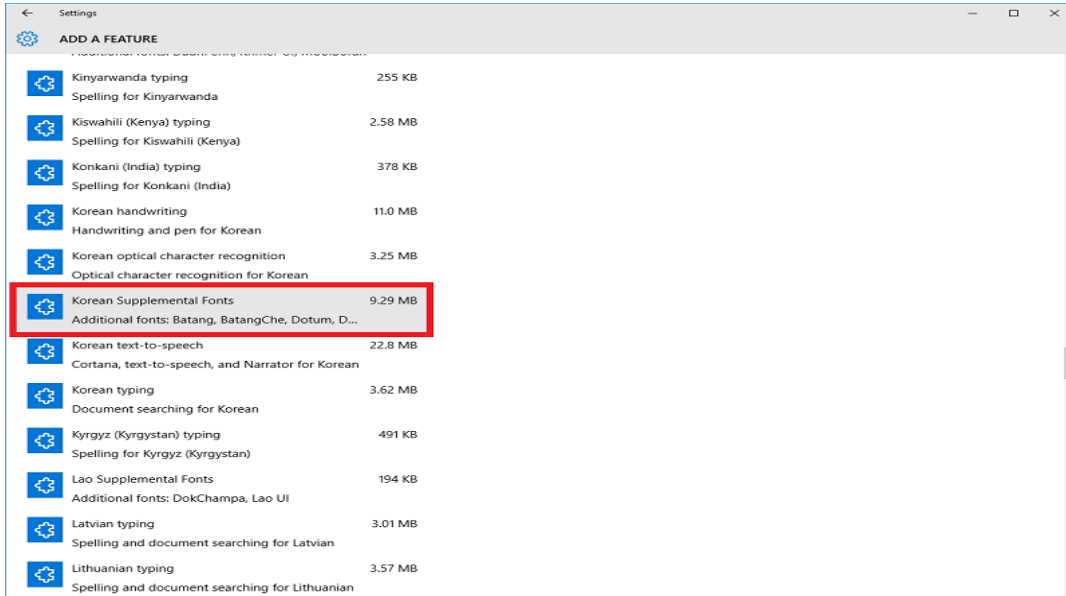 Settings
ADD A FEATURE
Kinyarwanda typing 255 KB
Spelling for Kinyarwanda
Kiswahili (Kenya) typing 2.58 MB
Spelling for Kiswahili (Kenya)
Konkani (India) typing 378 KB
Spelling for Konkani (India)
Korean handwriting 11.0 MB
Handwriting and pen for Korean
Korean optical character recognition 3.25 MB
Optical character recognition for Korean
Korean Supplemental Fonts 9.29 MB
Additional fonts: Batang, BatangChe, Dotum, D...
Korean text-to-speech 22.8 MB
Cortana, text-to-speech, and Narrator for Korean
Korean typing 3.62 MB
Document searching for Korean
Kyrgyz (Kyrgystan) typing 491 KB
Spelling for Kyrgyz (Kyrgystan)
Lao Supplemental Fonts 194 KB
Additional fonts: DokChampa, Lao UI
Latvian typing 3.01 MB
Spelling and document searching for Latvian
Lithuanian typing 3.57 MB
Spelling and document searching for Lithuanian